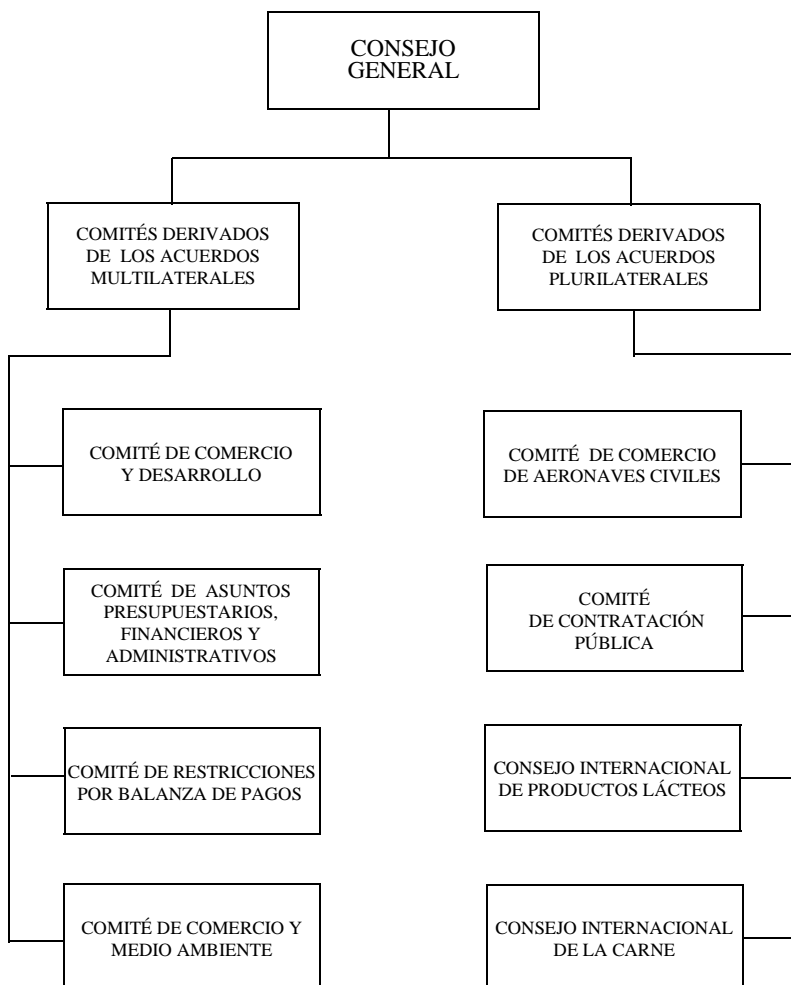 CONSEJO
GENERAL
COMITÉS DERIVADOS
DE LOS ACUERDOS
MULTILATERALES
COMITÉS DERIVADOS
DE LOS ACUERDOS
PLURILATERALES
COMITÉ DE COMERCIO
Y DESARROLLO
COMITÉ DE COMERCIO
DE AERONAVES CIVILES
COMITÉ DE ASUNTOS
PRESUPUESTARIOS,
FINANCIEROS Y
ADMINISTRATIVOS
COMITÉ
DE CONTRATACIÓN
PÚBLICA
COMITÉ DE RESTRICCIONES
POR BALANZA DE PAGOS
CONSEJO INTERNACIONAL
DE PRODUCTOS LÁCTEOS
COMITÉ DE COMERCIO Y
MEDIO AMBIENTE
CONSEJO INTERNACIONAL
DE LA CARNE